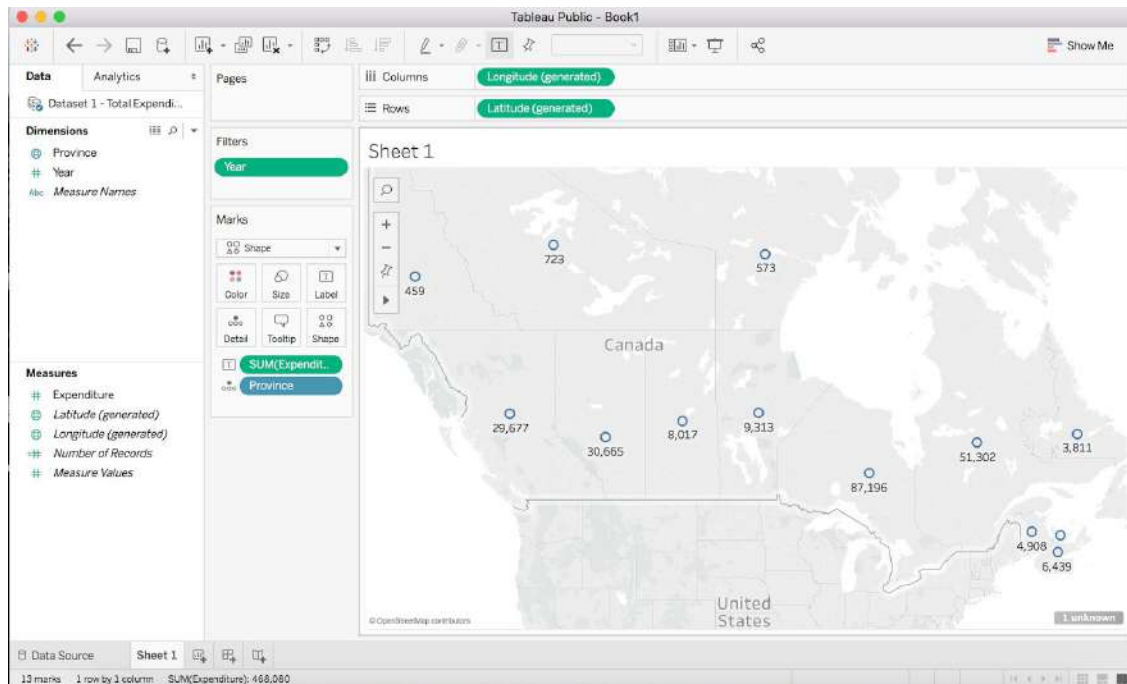 Tableau Public - Book1
Show Me
Data Analytics
Dataset 1 - Total Expendi...
Dimensions
Province
Year
Abc Measure Names
Measures
Expenditure
Latitude (generated)
Longitude (generated)
Number of Records
Measure Values
Pages
Filters
Year
Marks
Shape
Color Size Label
Detail Tooltip Shape
SUM(Expendit..
Province
Columns Longitude (generated)
Rows Latitude (generated)
Sheet 1
723
573
459
Canada
29,677
30,665
8,017
9,313
51,302
3,811
87,196
4,908
6,439
United
States
© OpenStreetMap contributors
1 unknown
Data Source Sheet 1
13 marks 1 row by 1 column SUM(Expenditure): 468,080